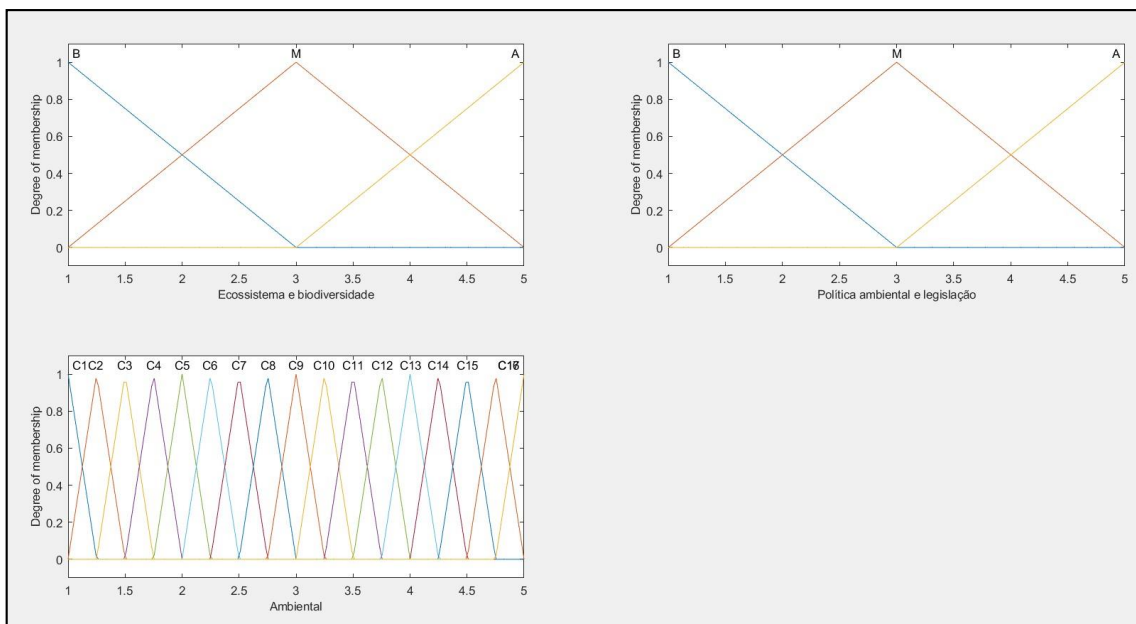 B M A
1
0.8
0.6
0.4
0.2
0
Degree of membership
1 1.5 2 2.5 3 3.5 4 4.5 5
Ecossistema e biodiversidade
B M A
1
0.8
0.6
0.4
0.2
0
Degree of membership
1 1.5 2 2.5 3 3.5 4 4.5 5
Política ambiental e legislação
C1 C2 C3 C4 C5 C6 C7 C8 C9 C10 C11 C12 C13 C14 C15
1
0.8
0.6
0.4
0.2
0
Degree of membership
1 1.5 2 2.5 3 3.5 4 4.5 5
Ambiental